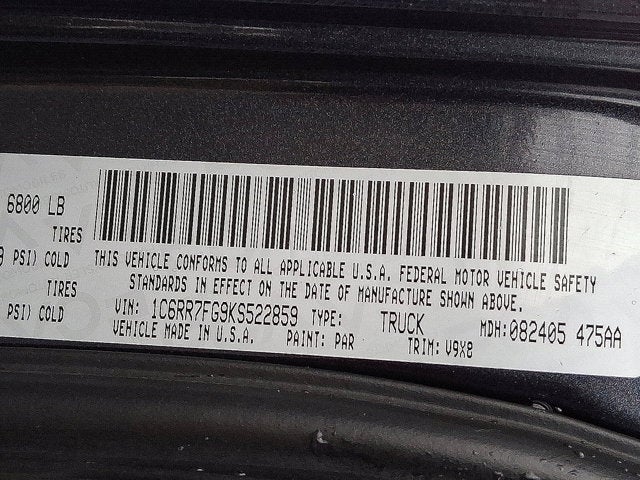 6800 LB
TIRES
PSI) COLD THIS VEHICLE CONFORMS TO ALL APPLICABLE U.S.A. FEDERAL MOTOR VEHICLE SAFETY
TIRES STANDARDS IN EFFECT ON THE DATE OF MANUFACTURE SHOWN ABOVE.
PSI) COLD VIN: 1C6RR7FG9KS522859 TYPE: TRUCK MDH:082405 475AA
VEHICLE MADE IN U.S.A. PAINT: PAR TRIM: V9X8